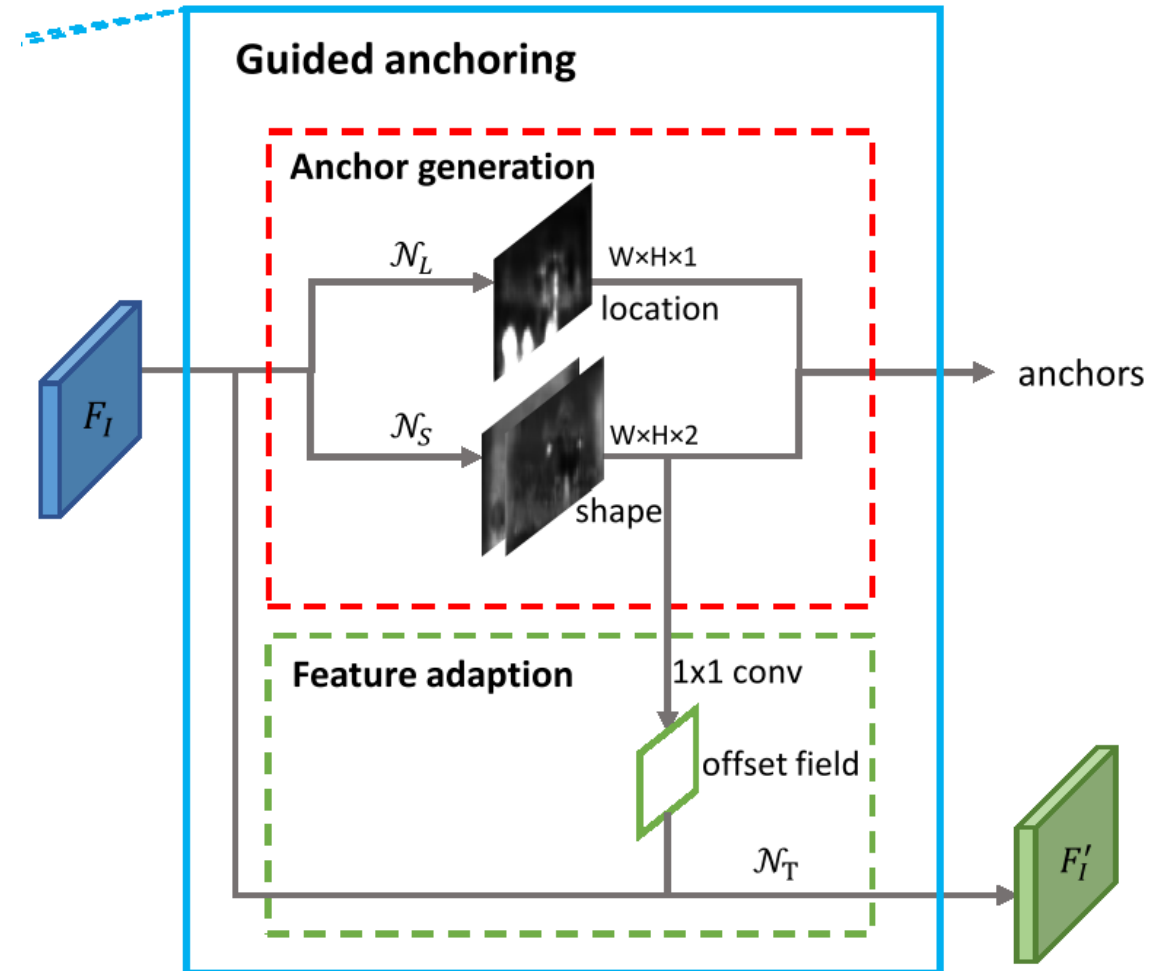 Guided anchoring
Anchor generation
𝒩_L
W×H×1
location
F_I
anchors
𝒩_S
W×H×2
shape
Feature adaption
1x1 conv
offset field
𝒩_T
F_I′